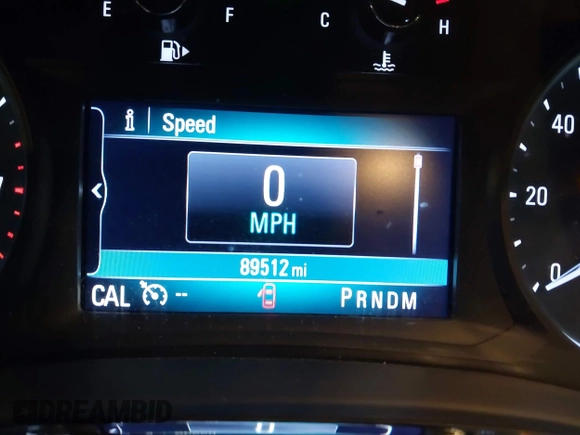 E F C H
Speed
0
MPH
89512 mi
CAL -- PRNDM
40
20
0
DREAMBID